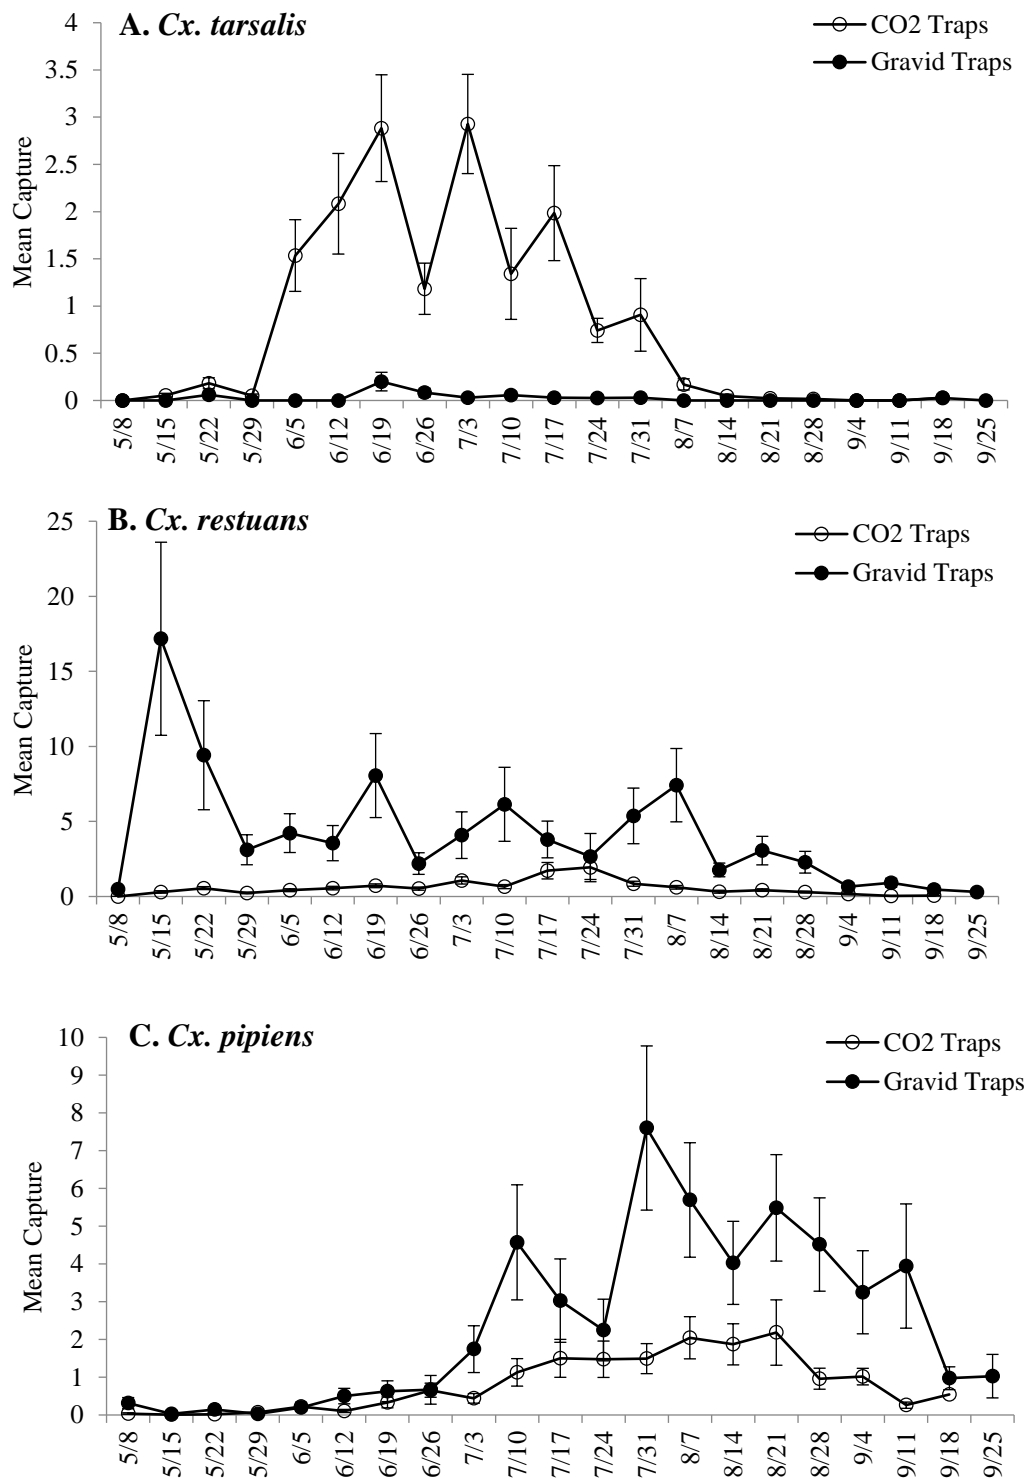 A. Cx. tarsalis
CO2 Traps
Gravid Traps
Mean Capture
4
3.5
3
2.5
2
1.5
1
0.5
0
5/8 5/15 5/22 5/29 6/5 6/12 6/19 6/26 7/3 7/10 7/17 7/24 7/31 8/7 8/14 8/21 8/28 9/4 9/11 9/18 9/25
B. Cx. restuans
CO2 Traps
Gravid Traps
Mean Capture
25
20
15
10
5
0
5/8 5/15 5/22 5/29 6/5 6/12 6/19 6/26 7/3 7/10 7/17 7/24 7/31 8/7 8/14 8/21 8/28 9/4 9/11 9/18 9/25
C. Cx. pipiens
CO2 Traps
Gravid Traps
Mean Capture
10
9
8
7
6
5
4
3
2
1
0
5/8 5/15 5/22 5/29 6/5 6/12 6/19 6/26 7/3 7/10 7/17 7/24 7/31 8/7 8/14 8/21 8/28 9/4 9/11 9/18 9/25